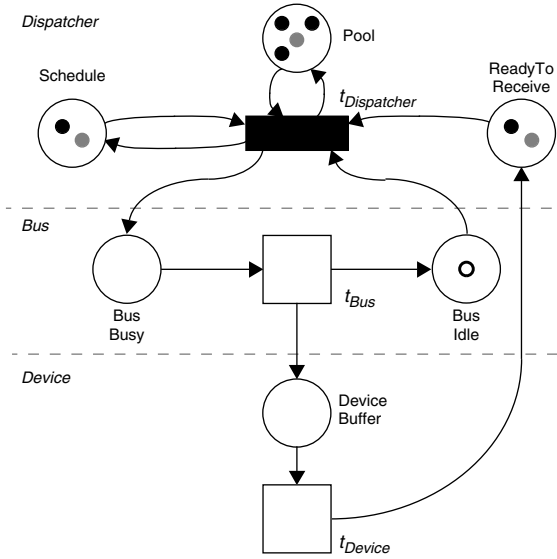 Dispatcher
Pool
Schedule
ReadyTo
Receive
tDispatcher
Bus
Bus
Busy
tBus
Bus
Idle
Device
Device
Buffer
tDevice